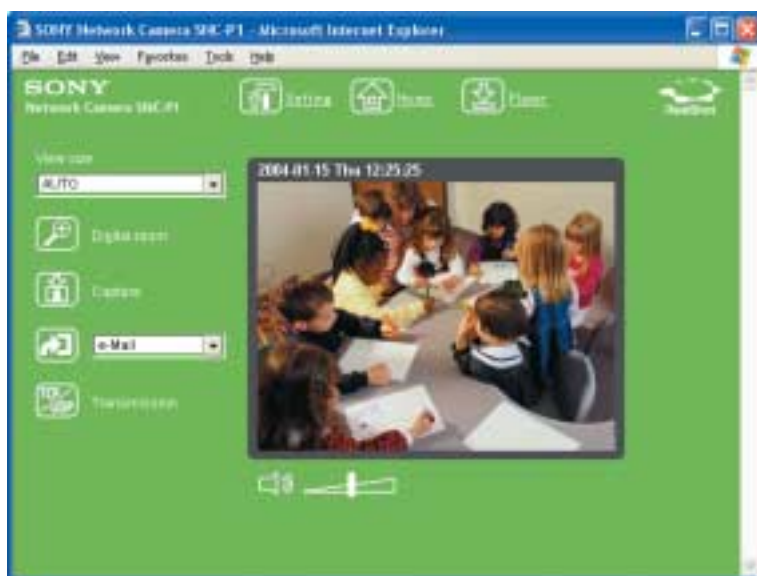 SONY Network Camera SNC-P1 - Microsoft Internet Explorer
File Edit View Favorites Tools Help
SONY
Network Camera SNC-P1
Setting
Home
RealShot
View size
AUTO
2004-01-15 Thu 12:25:25
Digital zoom
Capture
e-Mail
TCP/UDP
Transmission